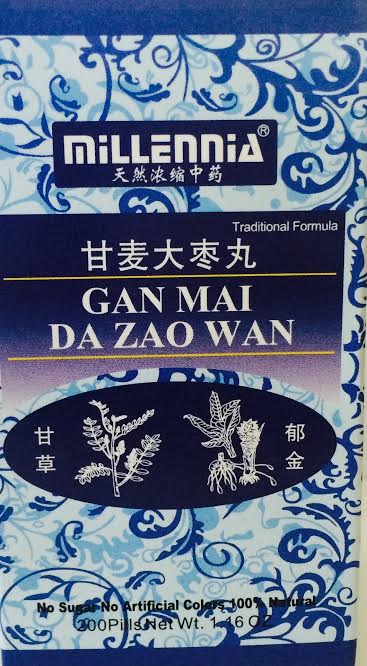 MILLENNIA®
天然浓缩中药
Traditional Formula
甘麦大枣丸
GAN MAI
DA ZAO WAN
甘草
郁金
No Sugar No Artificial Colors 100% Natural
200Pills Net Wt. 1.16 OZ